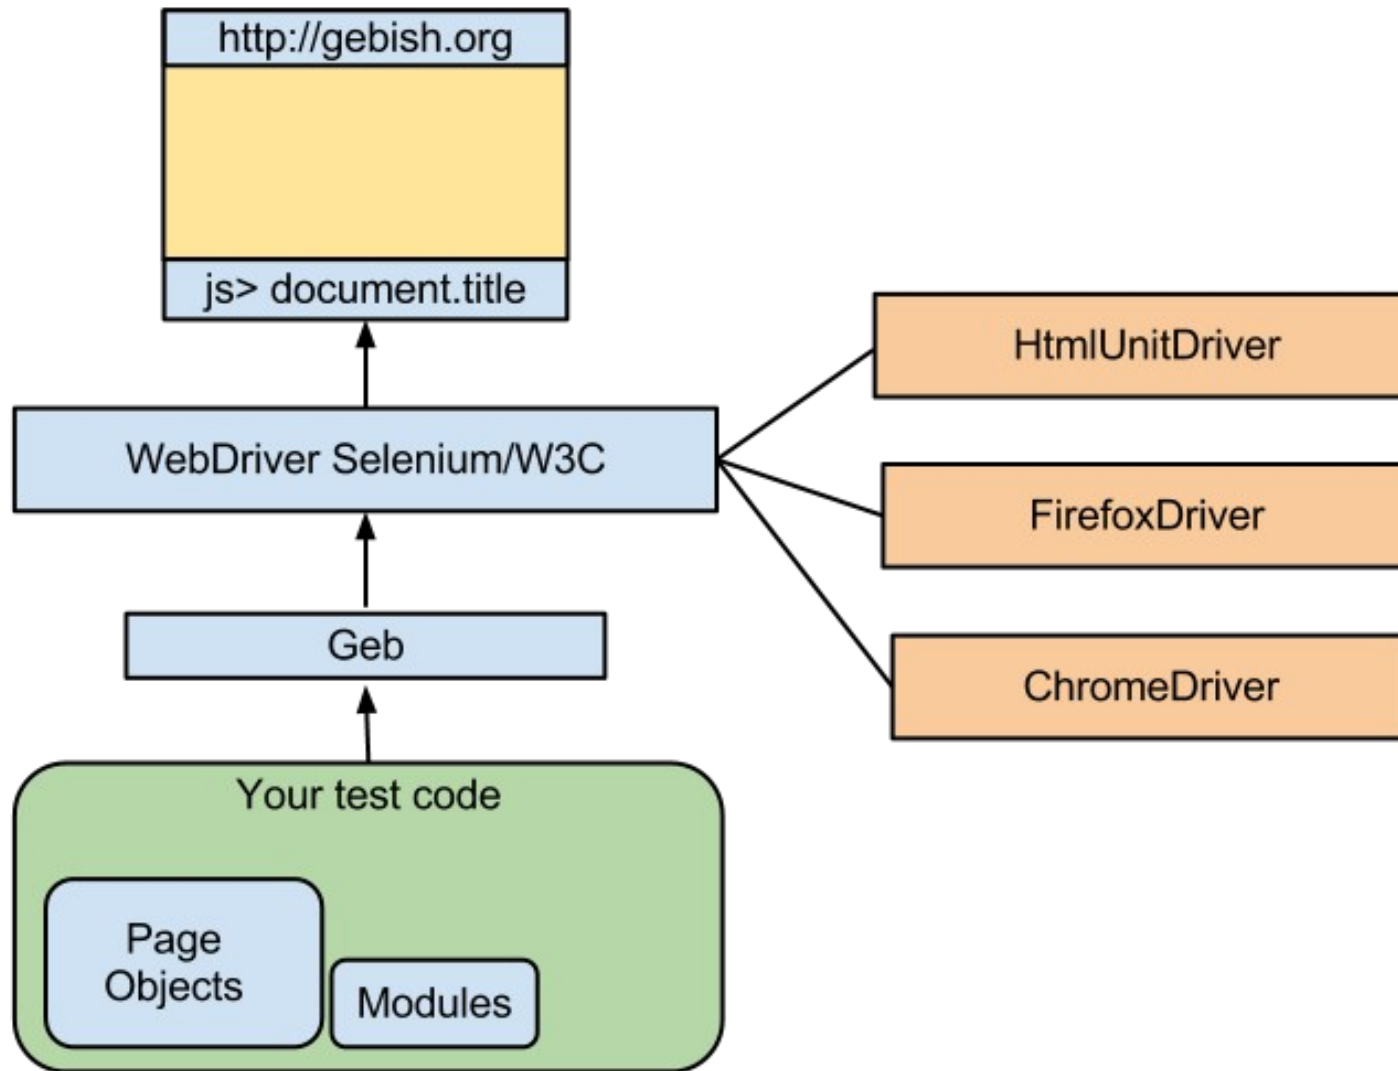 http://gebish.org
js> document.title
HtmlUnitDriver
WebDriver Selenium/W3C
FirefoxDriver
Geb
ChromeDriver
Your test code
Page
Objects
Modules